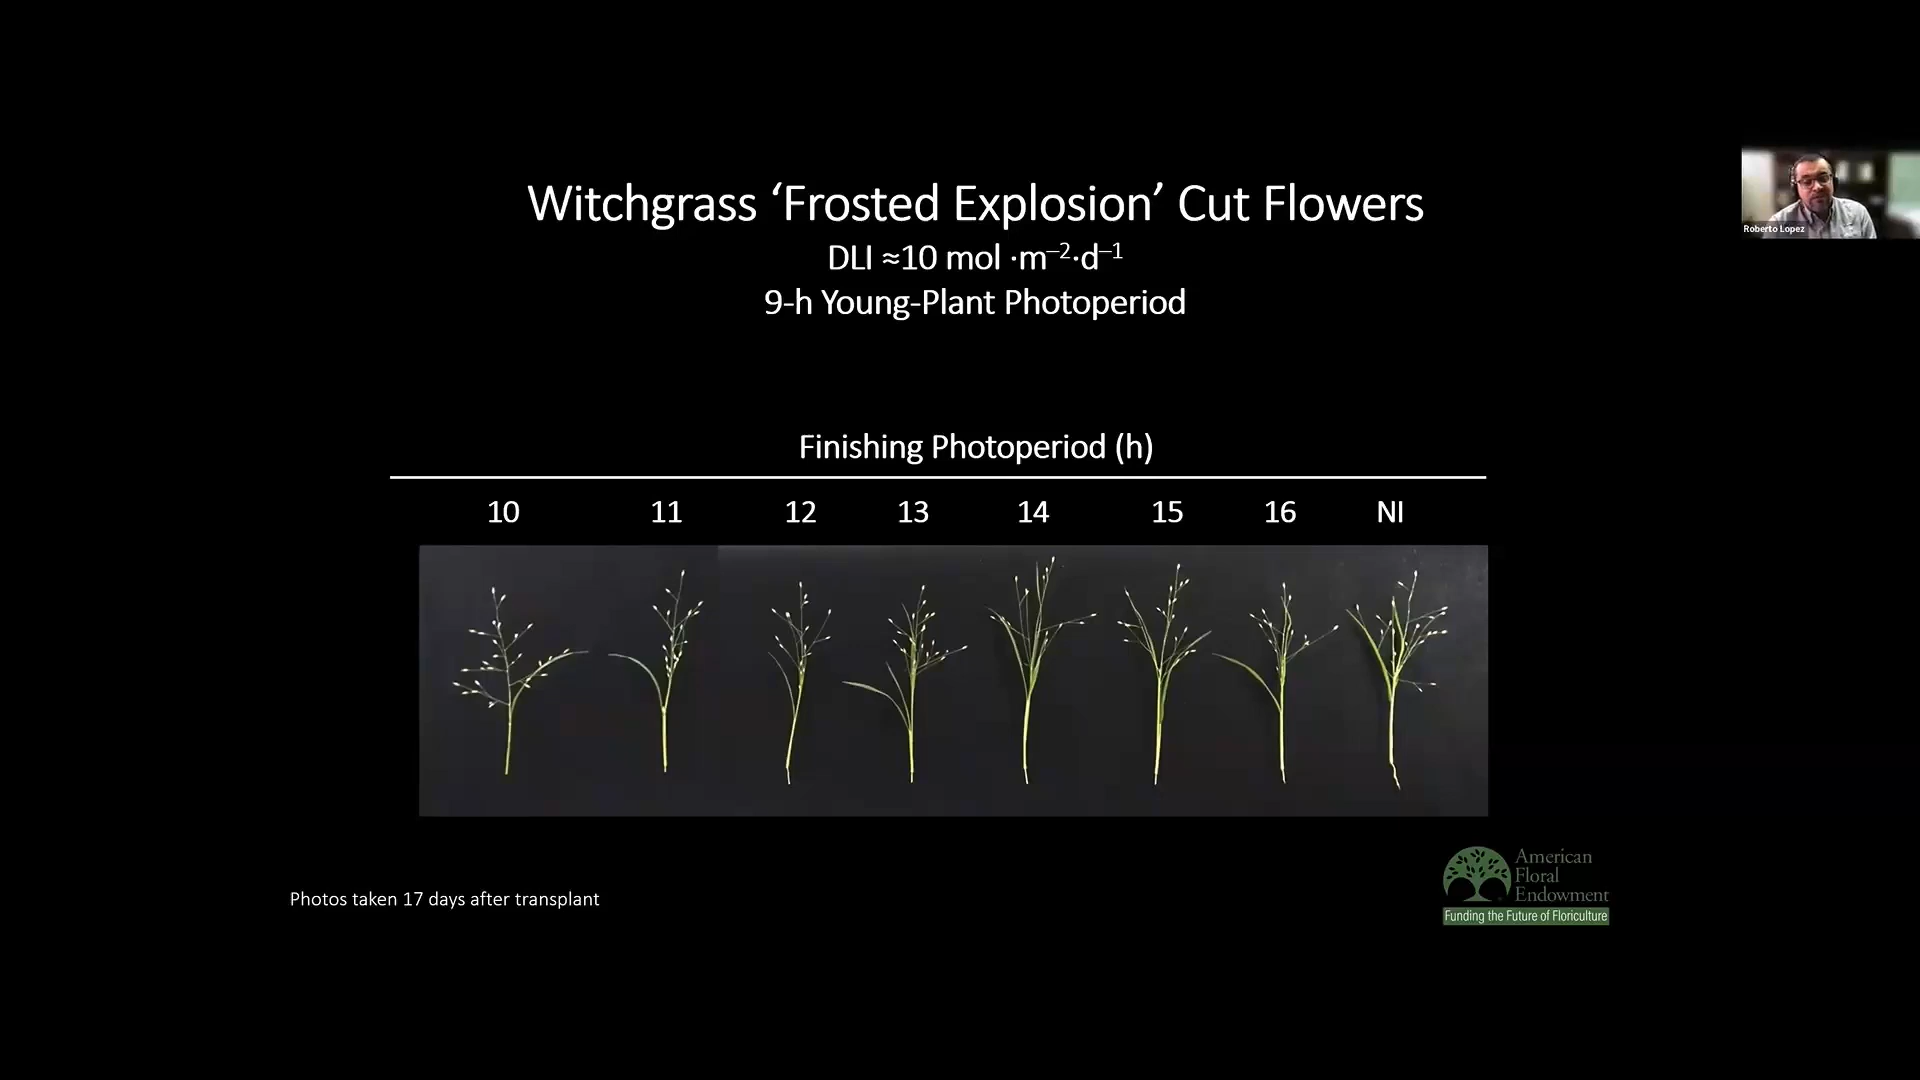 Witchgrass ‘Frosted Explosion’ Cut Flowers
DLI ≈10 mol ·m⁻²·d⁻¹
9-h Young-Plant Photoperiod
Roberto Lopez
Finishing Photoperiod (h)
10 11 12 13 14 15 16 NI
Photos taken 17 days after transplant
American
Floral
Endowment
Funding the Future of Floriculture